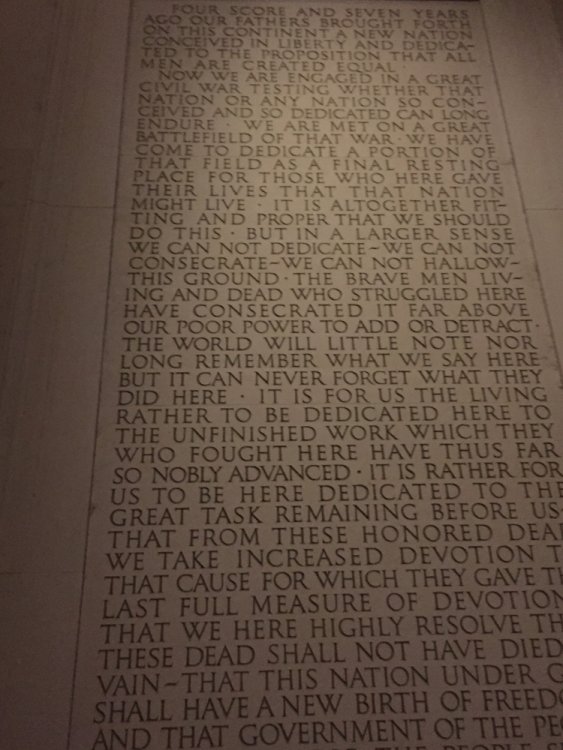 FOUR SCORE AND SEVEN YEARS
AGO OUR FATHERS BROUGHT FORTH
ON THIS CONTINENT A NEW NATION
CONCEIVED IN LIBERTY AND DEDICA-
TED TO THE PROPOSITION THAT ALL
MEN ARE CREATED EQUAL ·
NOW WE ARE ENGAGED IN A GREAT
CIVIL WAR TESTING WHETHER THAT
NATION OR ANY NATION SO CON-
CEIVED AND SO DEDICATED CAN LONG
ENDURE · WE ARE MET ON A GREAT
BATTLEFIELD OF THAT WAR · WE HAVE
COME TO DEDICATE A PORTION OF
THAT FIELD AS A FINAL RESTING
PLACE FOR THOSE WHO HERE GAVE
THEIR LIVES THAT THAT NATION
MIGHT LIVE · IT IS ALTOGETHER FIT-
TING AND PROPER THAT WE SHOULD
DO THIS · BUT IN A LARGER SENSE
WE CAN NOT DEDICATE~WE CAN NOT
CONSECRATE~WE CAN NOT HALLOW~
THIS GROUND · THE BRAVE MEN LIV-
ING AND DEAD WHO STRUGGLED HERE
HAVE CONSECRATED IT FAR ABOVE
OUR POOR POWER TO ADD OR DETRACT ·
THE WORLD WILL LITTLE NOTE NOR
LONG REMEMBER WHAT WE SAY HERE
BUT IT CAN NEVER FORGET WHAT THEY
DID HERE · IT IS FOR US THE LIVING
RATHER TO BE DEDICATED HERE TO
THE UNFINISHED WORK WHICH THEY
WHO FOUGHT HERE HAVE THUS FAR
SO NOBLY ADVANCED · IT IS RATHER FOR
US TO BE HERE DEDICATED TO THE
GREAT TASK REMAINING BEFORE US~
THAT FROM THESE HONORED DEAD
WE TAKE INCREASED DEVOTION T
THAT CAUSE FOR WHICH THEY GAVE TH
LAST FULL MEASURE OF DEVOTION
THAT WE HERE HIGHLY RESOLVE TH
THESE DEAD SHALL NOT HAVE DIED
VAIN~THAT THIS NATION UNDER G
SHALL HAVE A NEW BIRTH OF FREEDO
AND THAT GOVERNMENT OF THE PE